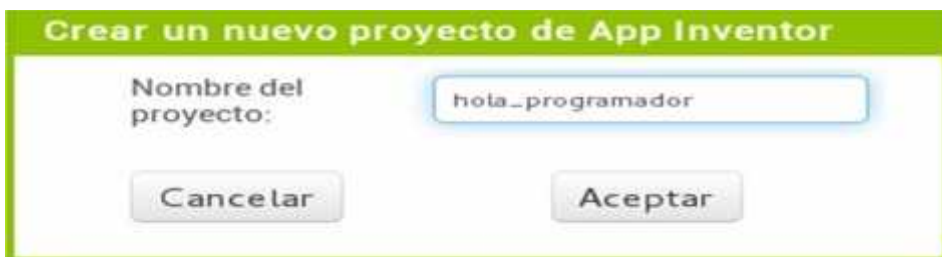 Crear un nuevo proyecto de App Inventor
Nombre del
proyecto:
hola_programador
Cancelar
Aceptar